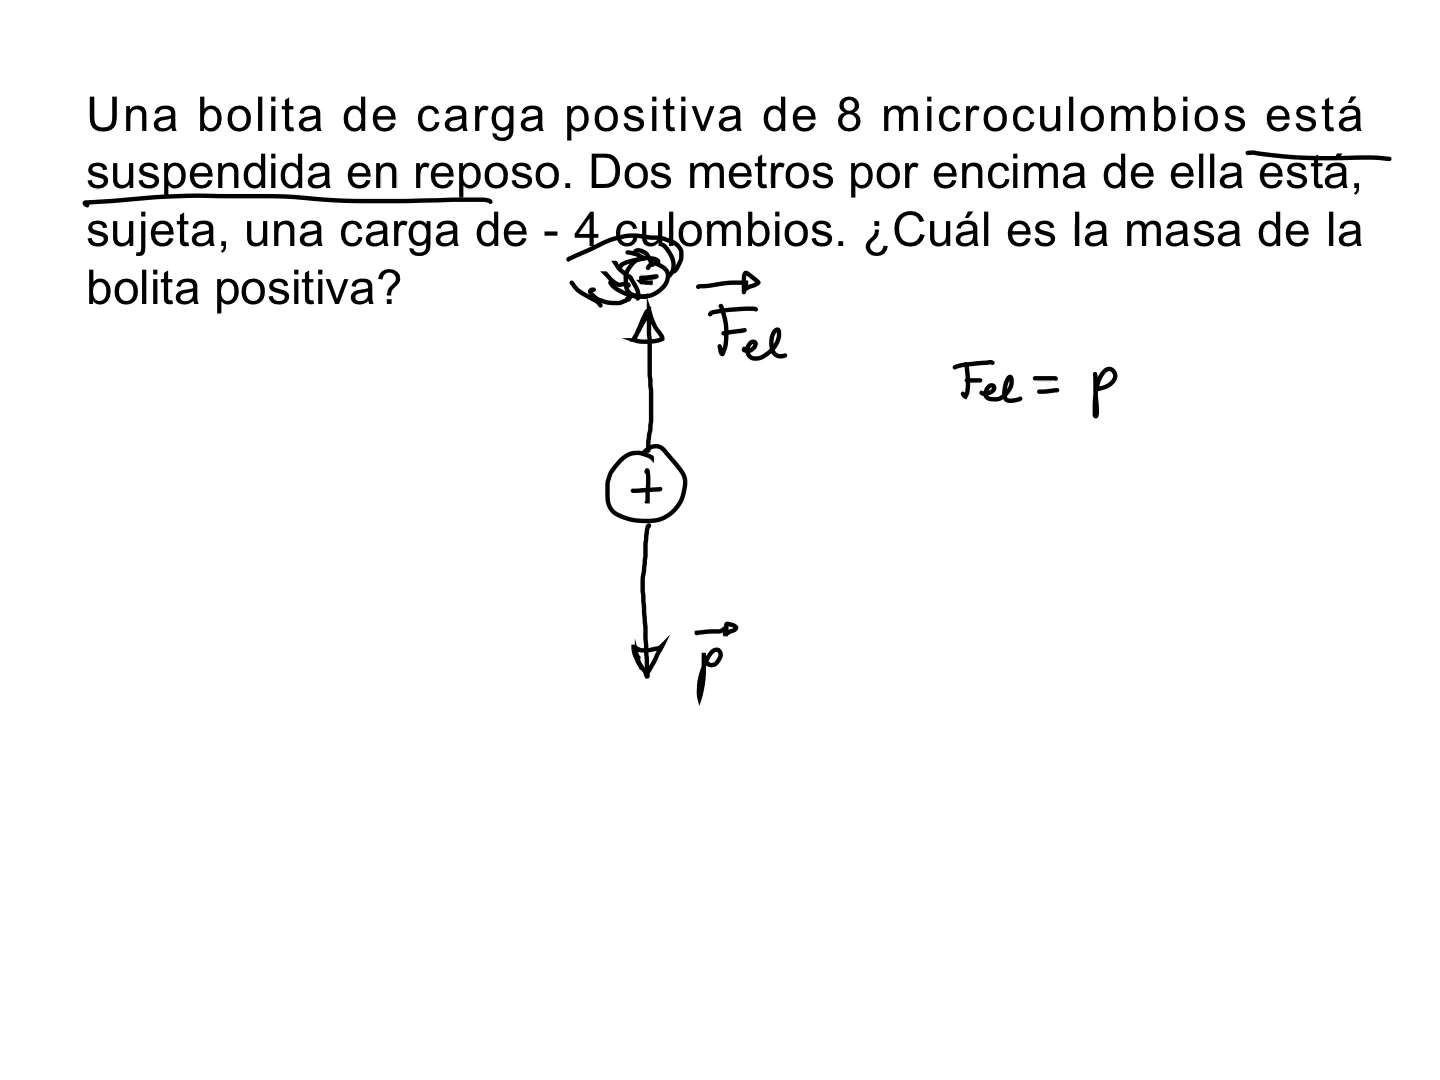 Una bolita de carga positiva de 8 microculombios está
suspendida en reposo. Dos metros por encima de ella está,
sujeta, una carga de - 4 culombios. ¿Cuál es la masa de la
bolita positiva?
-
Fel
Fel = p
+
p